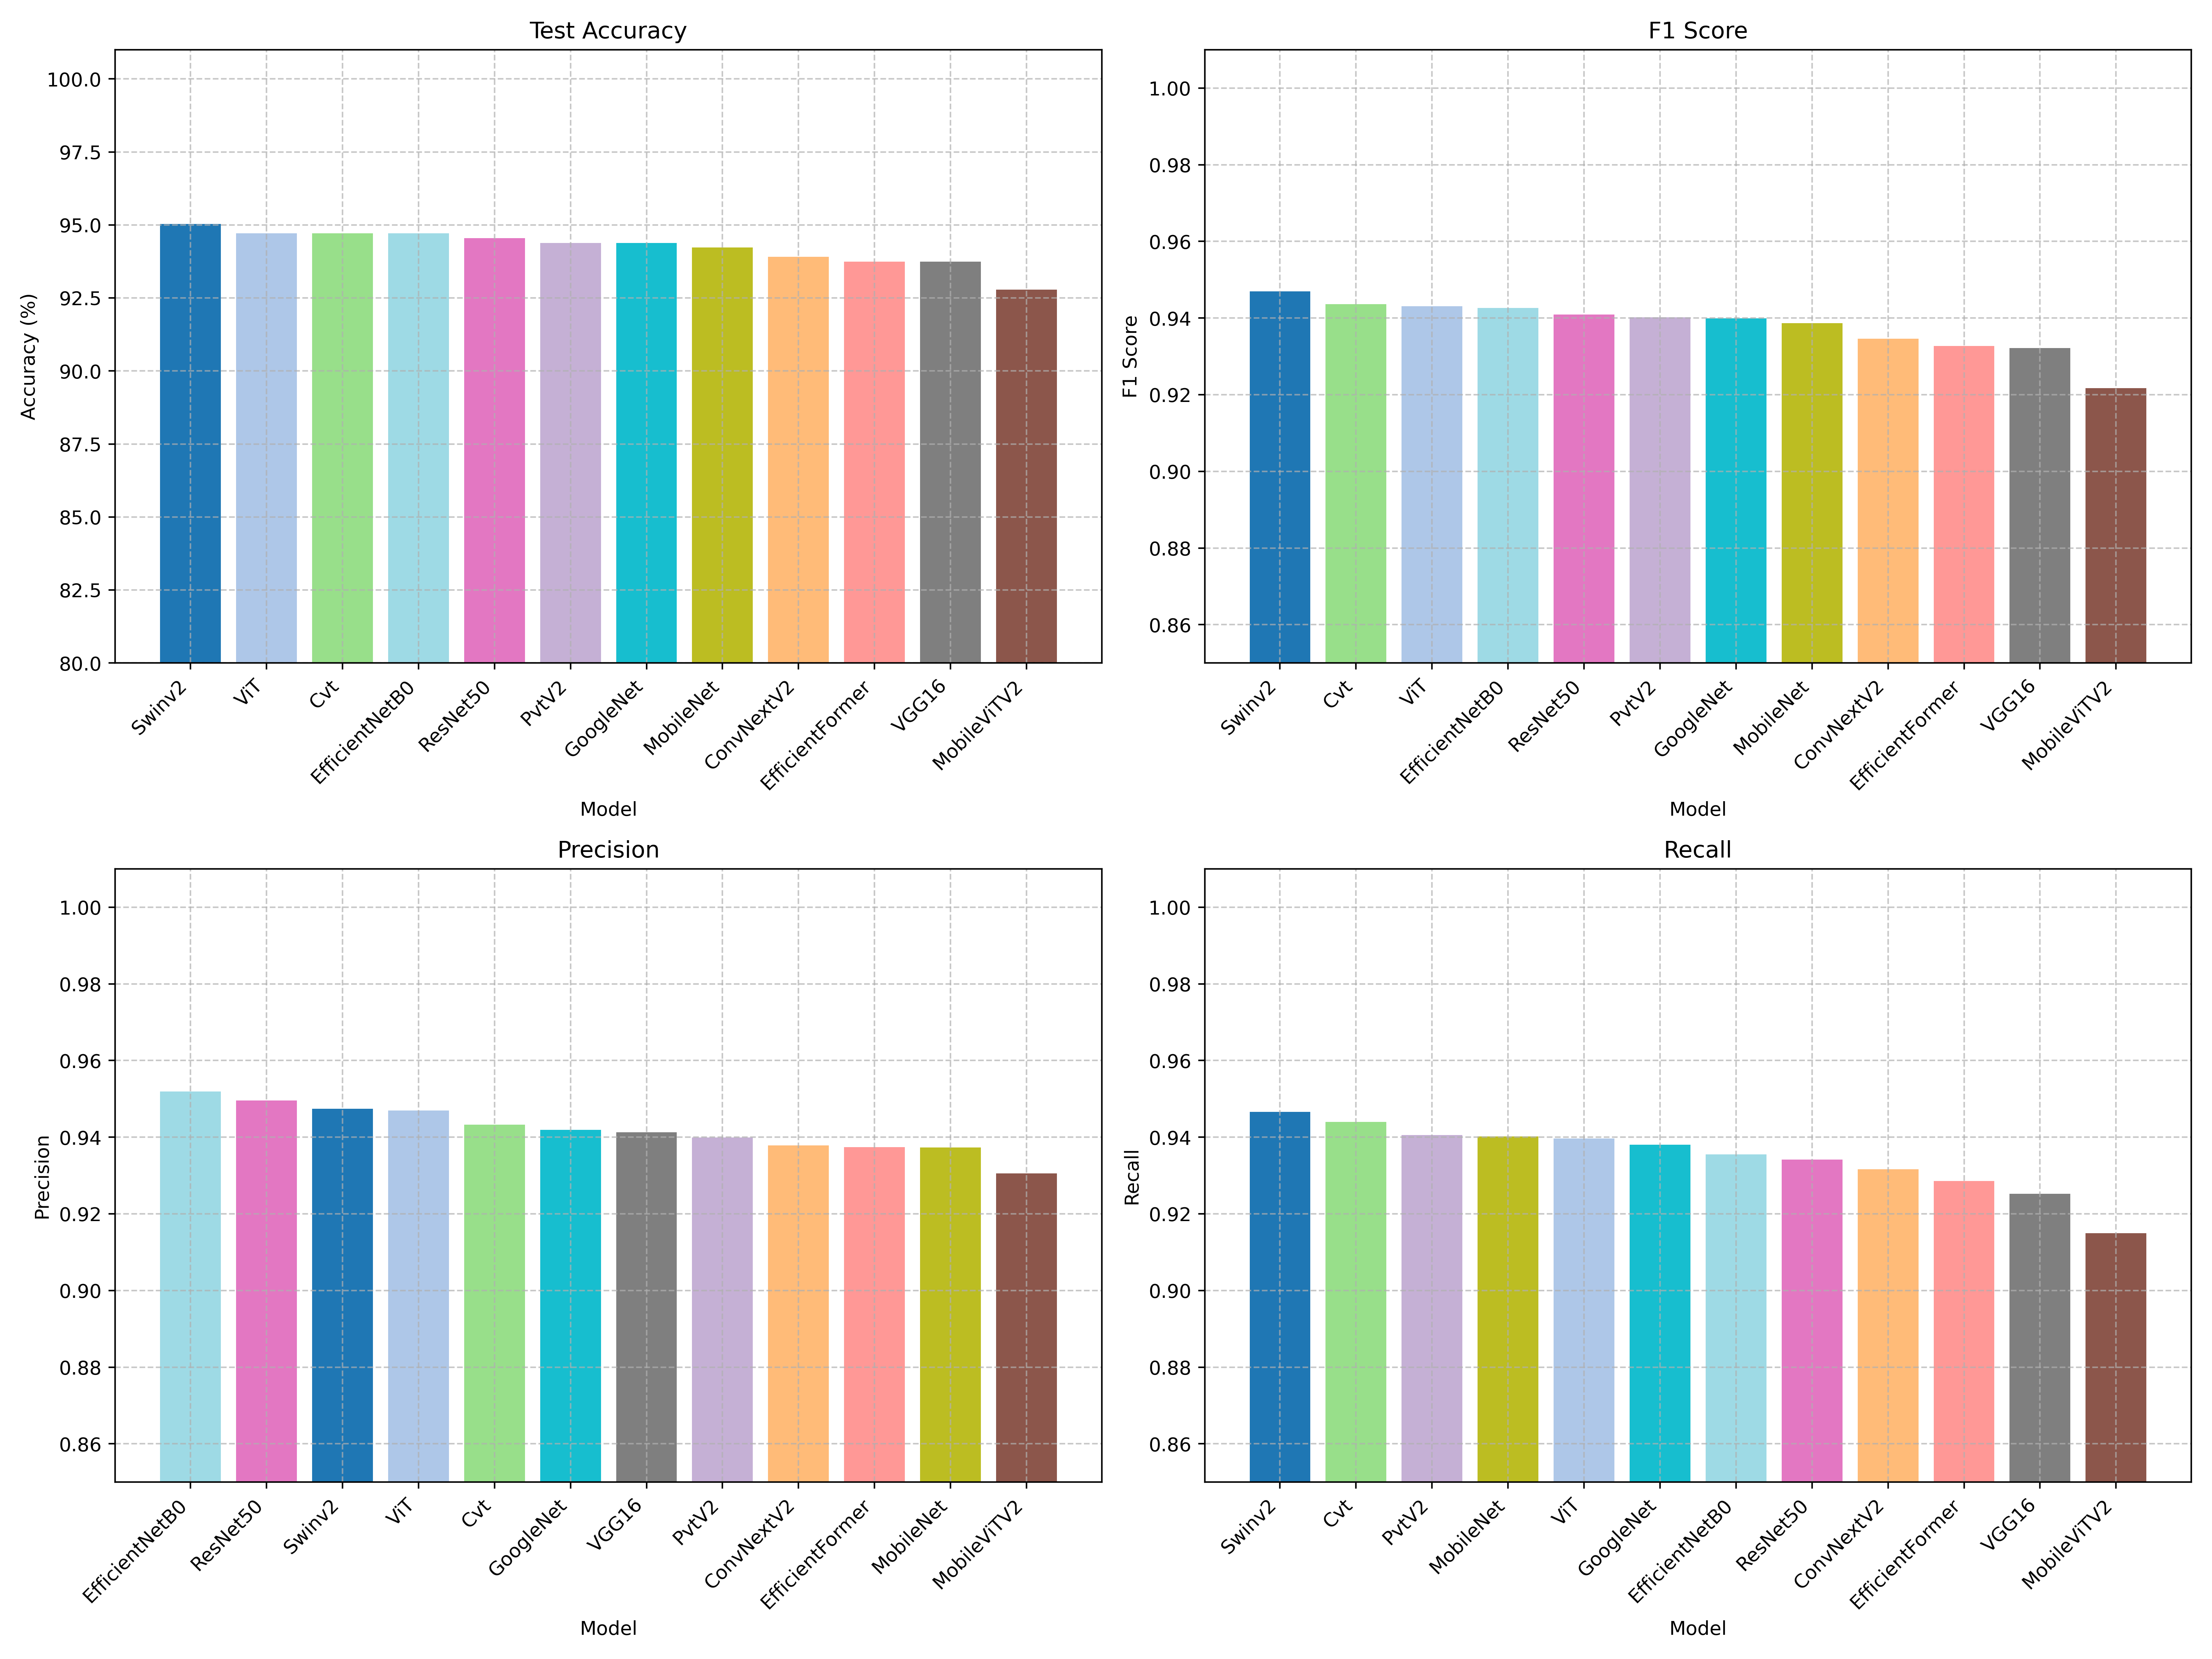 Test Accuracy
Accuracy (%)
100.0
97.5
95.0
92.5
90.0
87.5
85.0
82.5
80.0
Swinv2
ViT
Cvt
EfficientNetB0
ResNet50
PvtV2
GoogleNet
MobileNet
ConvNextV2
EfficientFormer
VGG16
MobileViTV2
Model
F1 Score
F1 Score
1.00
0.98
0.96
0.94
0.92
0.90
0.88
0.86
Swinv2
Cvt
ViT
EfficientNetB0
ResNet50
PvtV2
GoogleNet
MobileNet
ConvNextV2
EfficientFormer
VGG16
MobileViTV2
Model
Precision
Precision
1.00
0.98
0.96
0.94
0.92
0.90
0.88
0.86
EfficientNetB0
ResNet50
Swinv2
ViT
Cvt
GoogleNet
VGG16
PvtV2
ConvNextV2
EfficientFormer
MobileNet
MobileViTV2
Model
Recall
Recall
1.00
0.98
0.96
0.94
0.92
0.90
0.88
0.86
Swinv2
Cvt
PvtV2
MobileNet
ViT
GoogleNet
EfficientNetB0
ResNet50
ConvNextV2
EfficientFormer
VGG16
MobileViTV2
Model